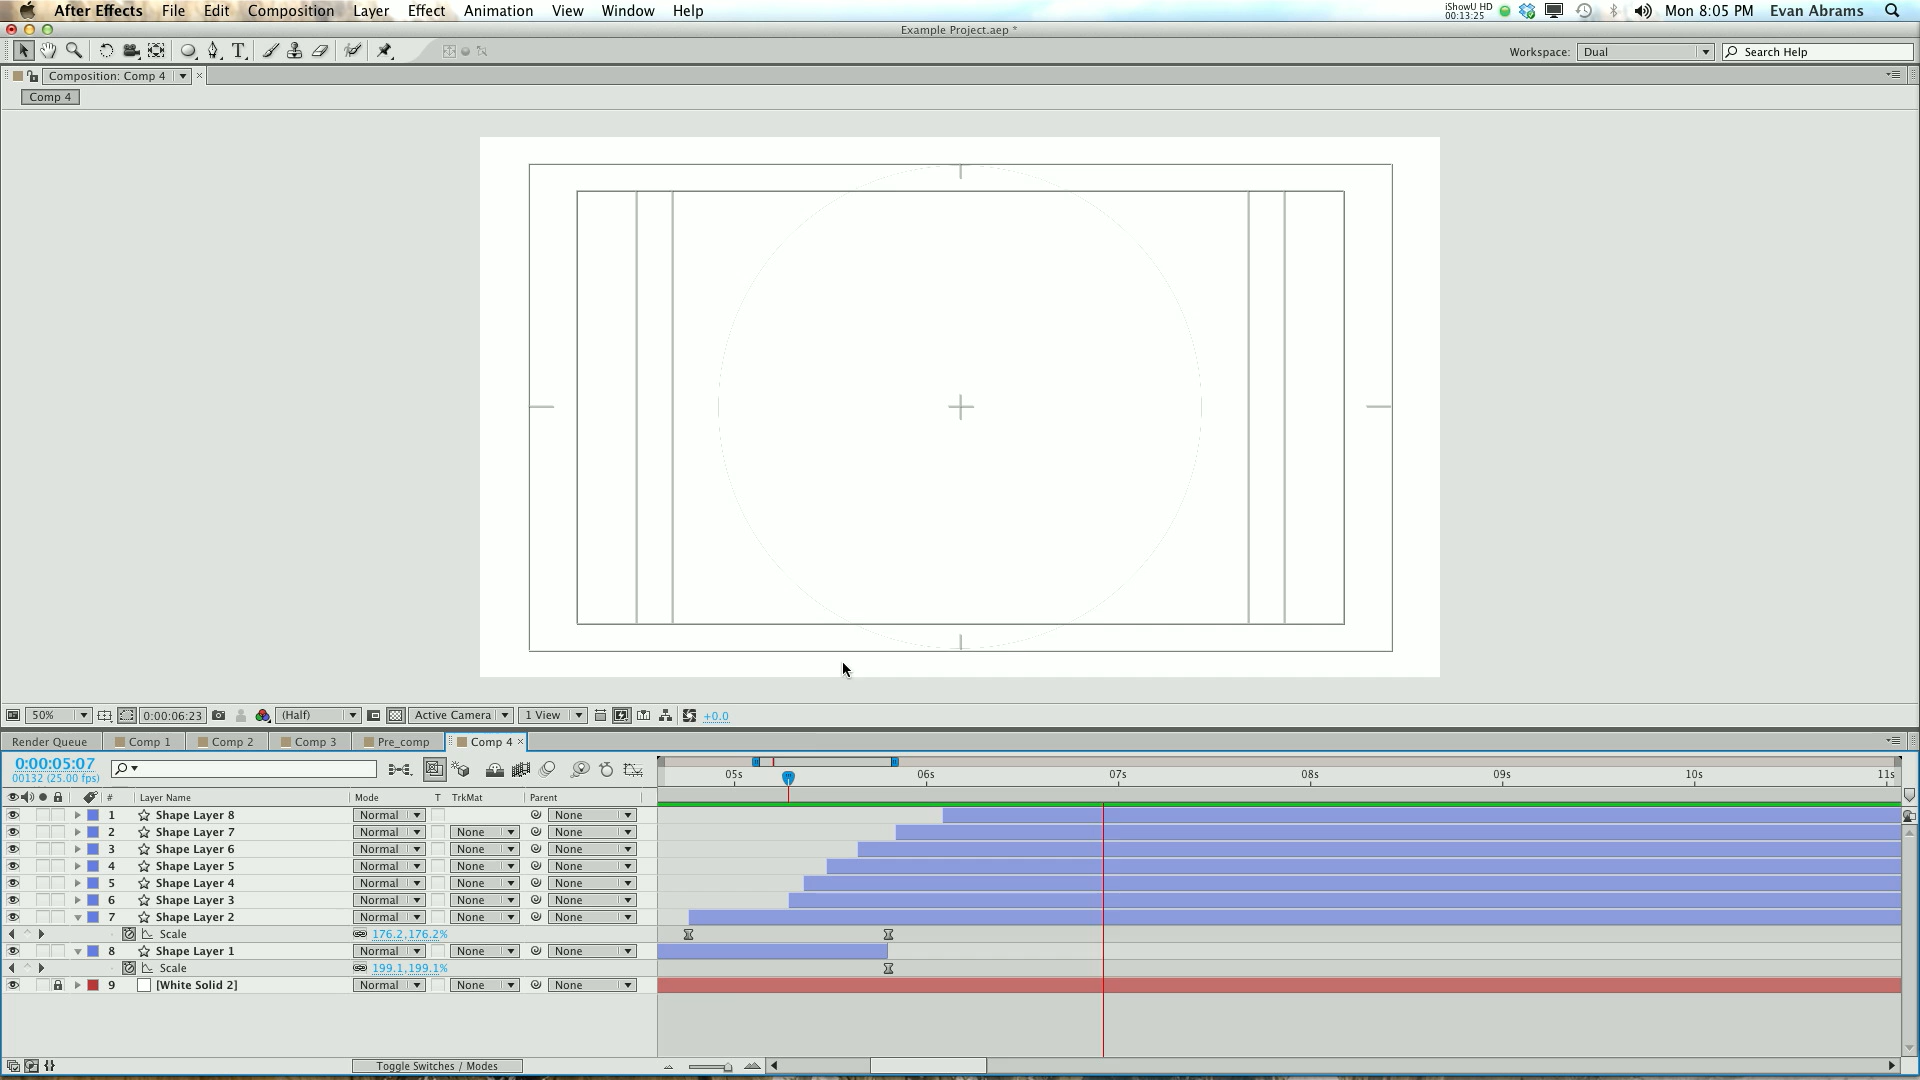 After Effects File Edit Composition Layer Effect Animation View Window Help
iShowU HD
00:13:25
Mon 8:05 PM Evan Abrams
Example Project.aep *
T
Workspace: Dual Search Help
Composition: Comp 4 ×
Comp 4
50% 0:00:06:23 (Half) Active Camera 1 View +0.0
Render Queue Comp 1 Comp 2 Comp 3 Pre_comp Comp 4 ×
0:00:05:07
00132 (25.00 fps)
05s 06s 07s 08s 09s 10s 11s
# Layer Name Mode T TrkMat Parent
1 Shape Layer 8 Normal None
2 Shape Layer 7 Normal None None
3 Shape Layer 6 Normal None None
4 Shape Layer 5 Normal None None
5 Shape Layer 4 Normal None None
6 Shape Layer 3 Normal None None
7 Shape Layer 2 Normal None None
Scale 176.2,176.2%
8 Shape Layer 1 Normal None None
Scale 199.1,199.1%
9 [White Solid 2] Normal None None
Toggle Switches / Modes